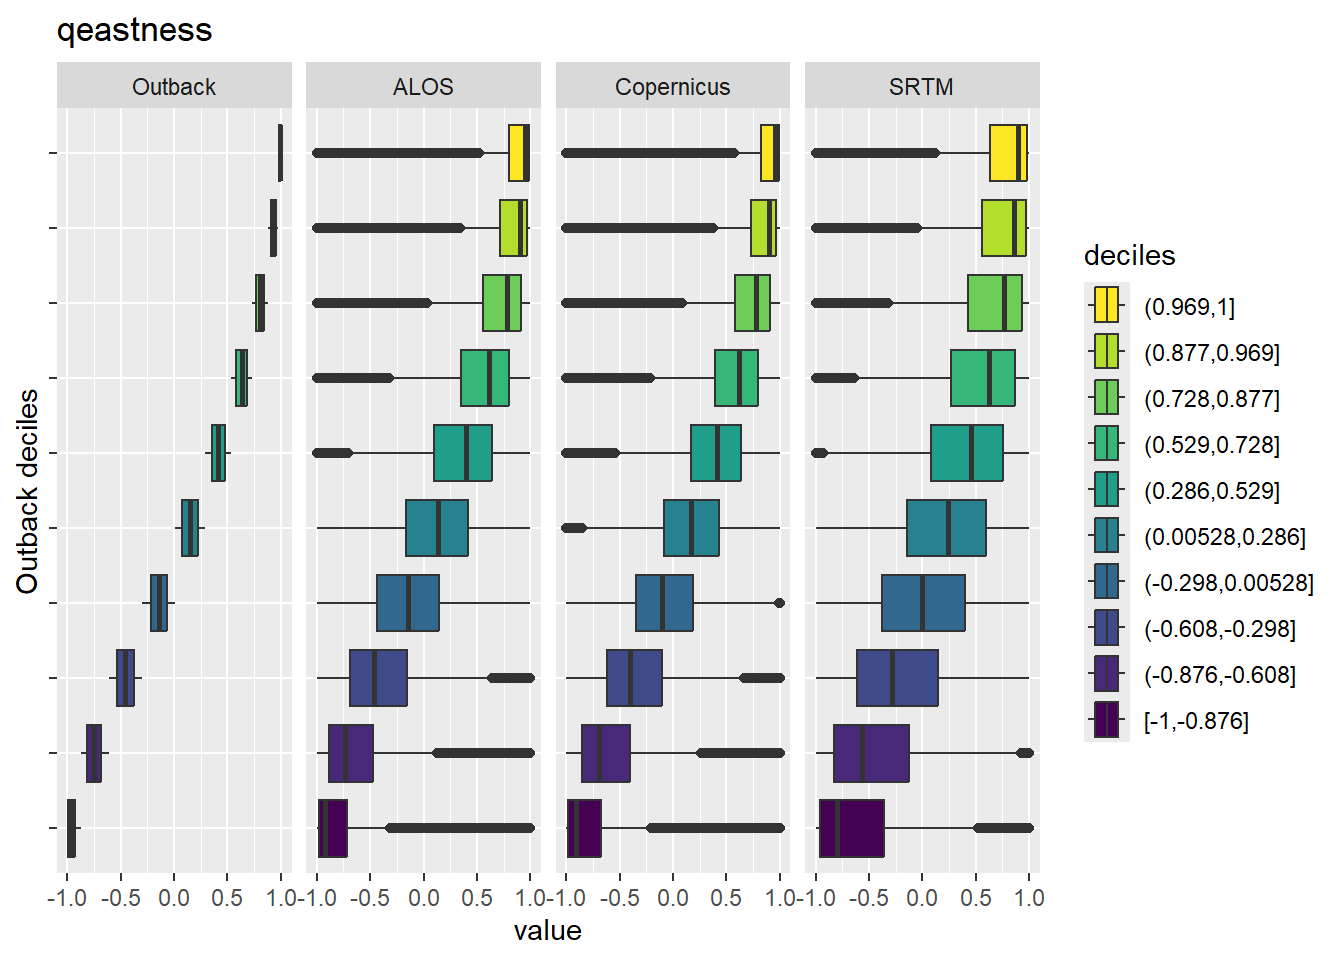 qeastness
Outback ALOS Copernicus SRTM
Outback deciles
-1.0 -0.5 0.0 0.5 1.0 -1.0 -0.5 0.0 0.5 1.0 -1.0 -0.5 0.0 0.5 1.0 -1.0 -0.5 0.0 0.5 1.0
value
deciles
(0.969,1]
(0.877,0.969]
(0.728,0.877]
(0.529,0.728]
(0.286,0.529]
(0.00528,0.286]
(-0.298,0.00528]
(-0.608,-0.298]
(-0.876,-0.608]
[-1,-0.876]